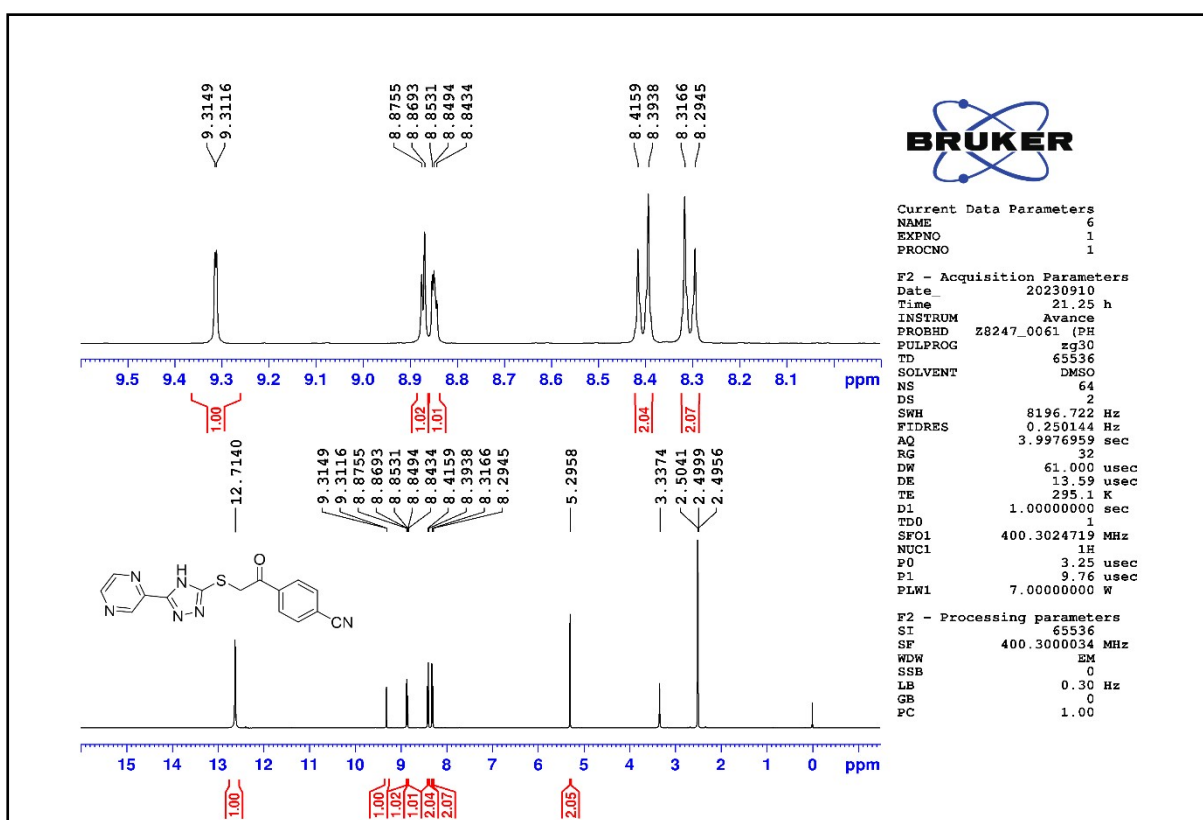 9.3149
9.3116
8.8755
8.8693
8.8531
8.8494
8.8434
8.4159
8.3938
8.3166
8.2945
9.5 9.4 9.3 9.2 9.1 9.0 8.9 8.8 8.7 8.6 8.5 8.4 8.3 8.2 8.1 ppm
1.00 1.02 1.01 2.04 2.07
12.7140
9.3149
9.3116
8.8755
8.8693
8.8531
8.8494
8.8434
8.4159
8.3938
8.3166
8.2945
5.2958
3.3374
2.5041
2.4999
2.4956
N
N
H
N
N
N
S
O
CN
15 14 13 12 11 10 9 8 7 6 5 4 3 2 1 0 ppm
1.00 1.00 1.02 1.01 2.04 2.07 2.05
BRUKER
Current Data Parameters
NAME 6
EXPNO 1
PROCNO 1
F2 - Acquisition Parameters
Date_ 20230910
Time 21.25 h
INSTRUM Avance
PROBHD Z8247_0061 (PH
PULPROG zg30
TD 65536
SOLVENT DMSO
NS 64
DS 2
SWH 8196.722 Hz
FIDRES 0.250144 Hz
AQ 3.9976959 sec
RG 32
DW 61.000 usec
DE 13.59 usec
TE 295.1 K
D1 1.00000000 sec
TD0 1
SFO1 400.3024719 MHz
NUC1 1H
P0 3.25 usec
P1 9.76 usec
PLW1 7.00000000 W
F2 - Processing parameters
SI 65536
SF 400.3000034 MHz
WDW EM
SSB 0
LB 0.30 Hz
GB 0
PC 1.00